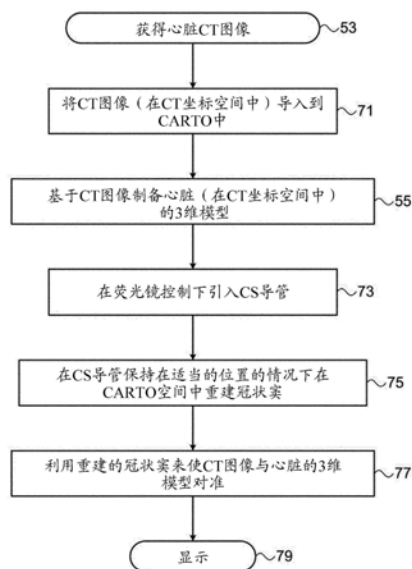 获得心脏CT图像
53
将CT图像(在CT坐标空间中)导入到
CARTO中
71
基于CT图像制备心脏(在CT坐标空间中)
的3维模型
55
在荧光镜控制下引入CS导管
73
在CS导管保持在适当的位置的情况下在
CARTO空间中重建冠状窦
75
利用重建的冠状窦来使CT图像与心脏的3维
模型对准
77
显示
79